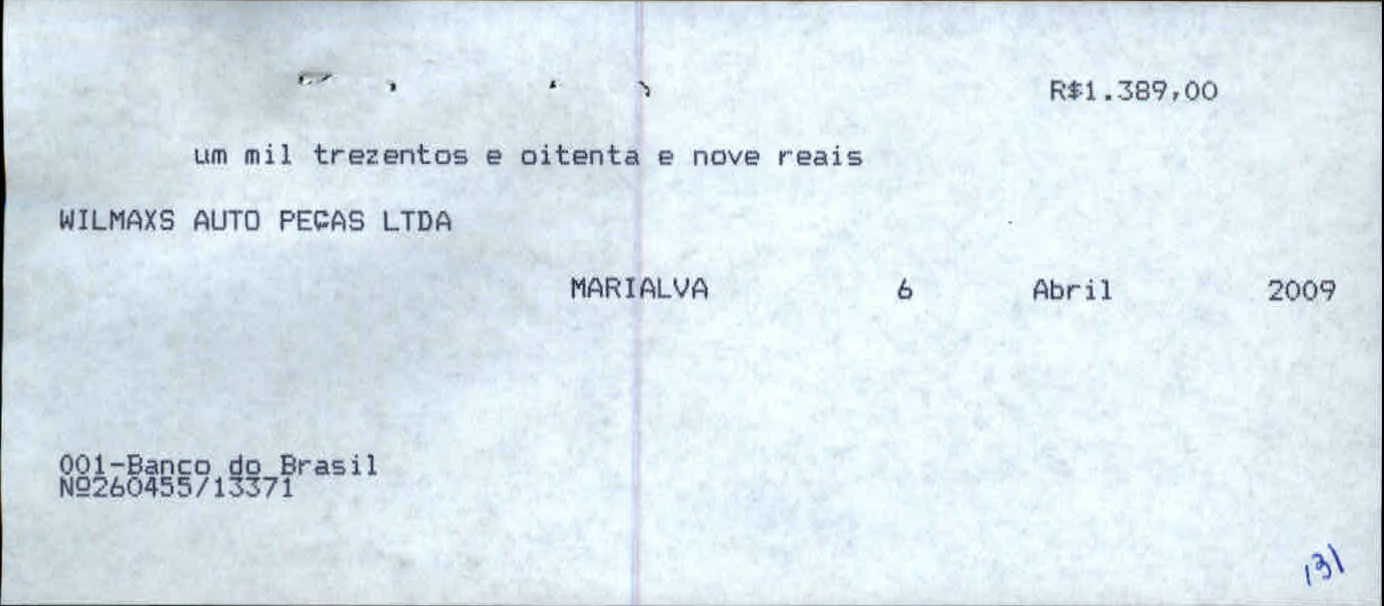 R$1.389,00
um mil trezentos e oitenta e nove reais
WILMAXS AUTO PEÇAS LTDA
MARIALVA 6 Abril 2009
001-Banco do Brasil
Nº260455/13371
131